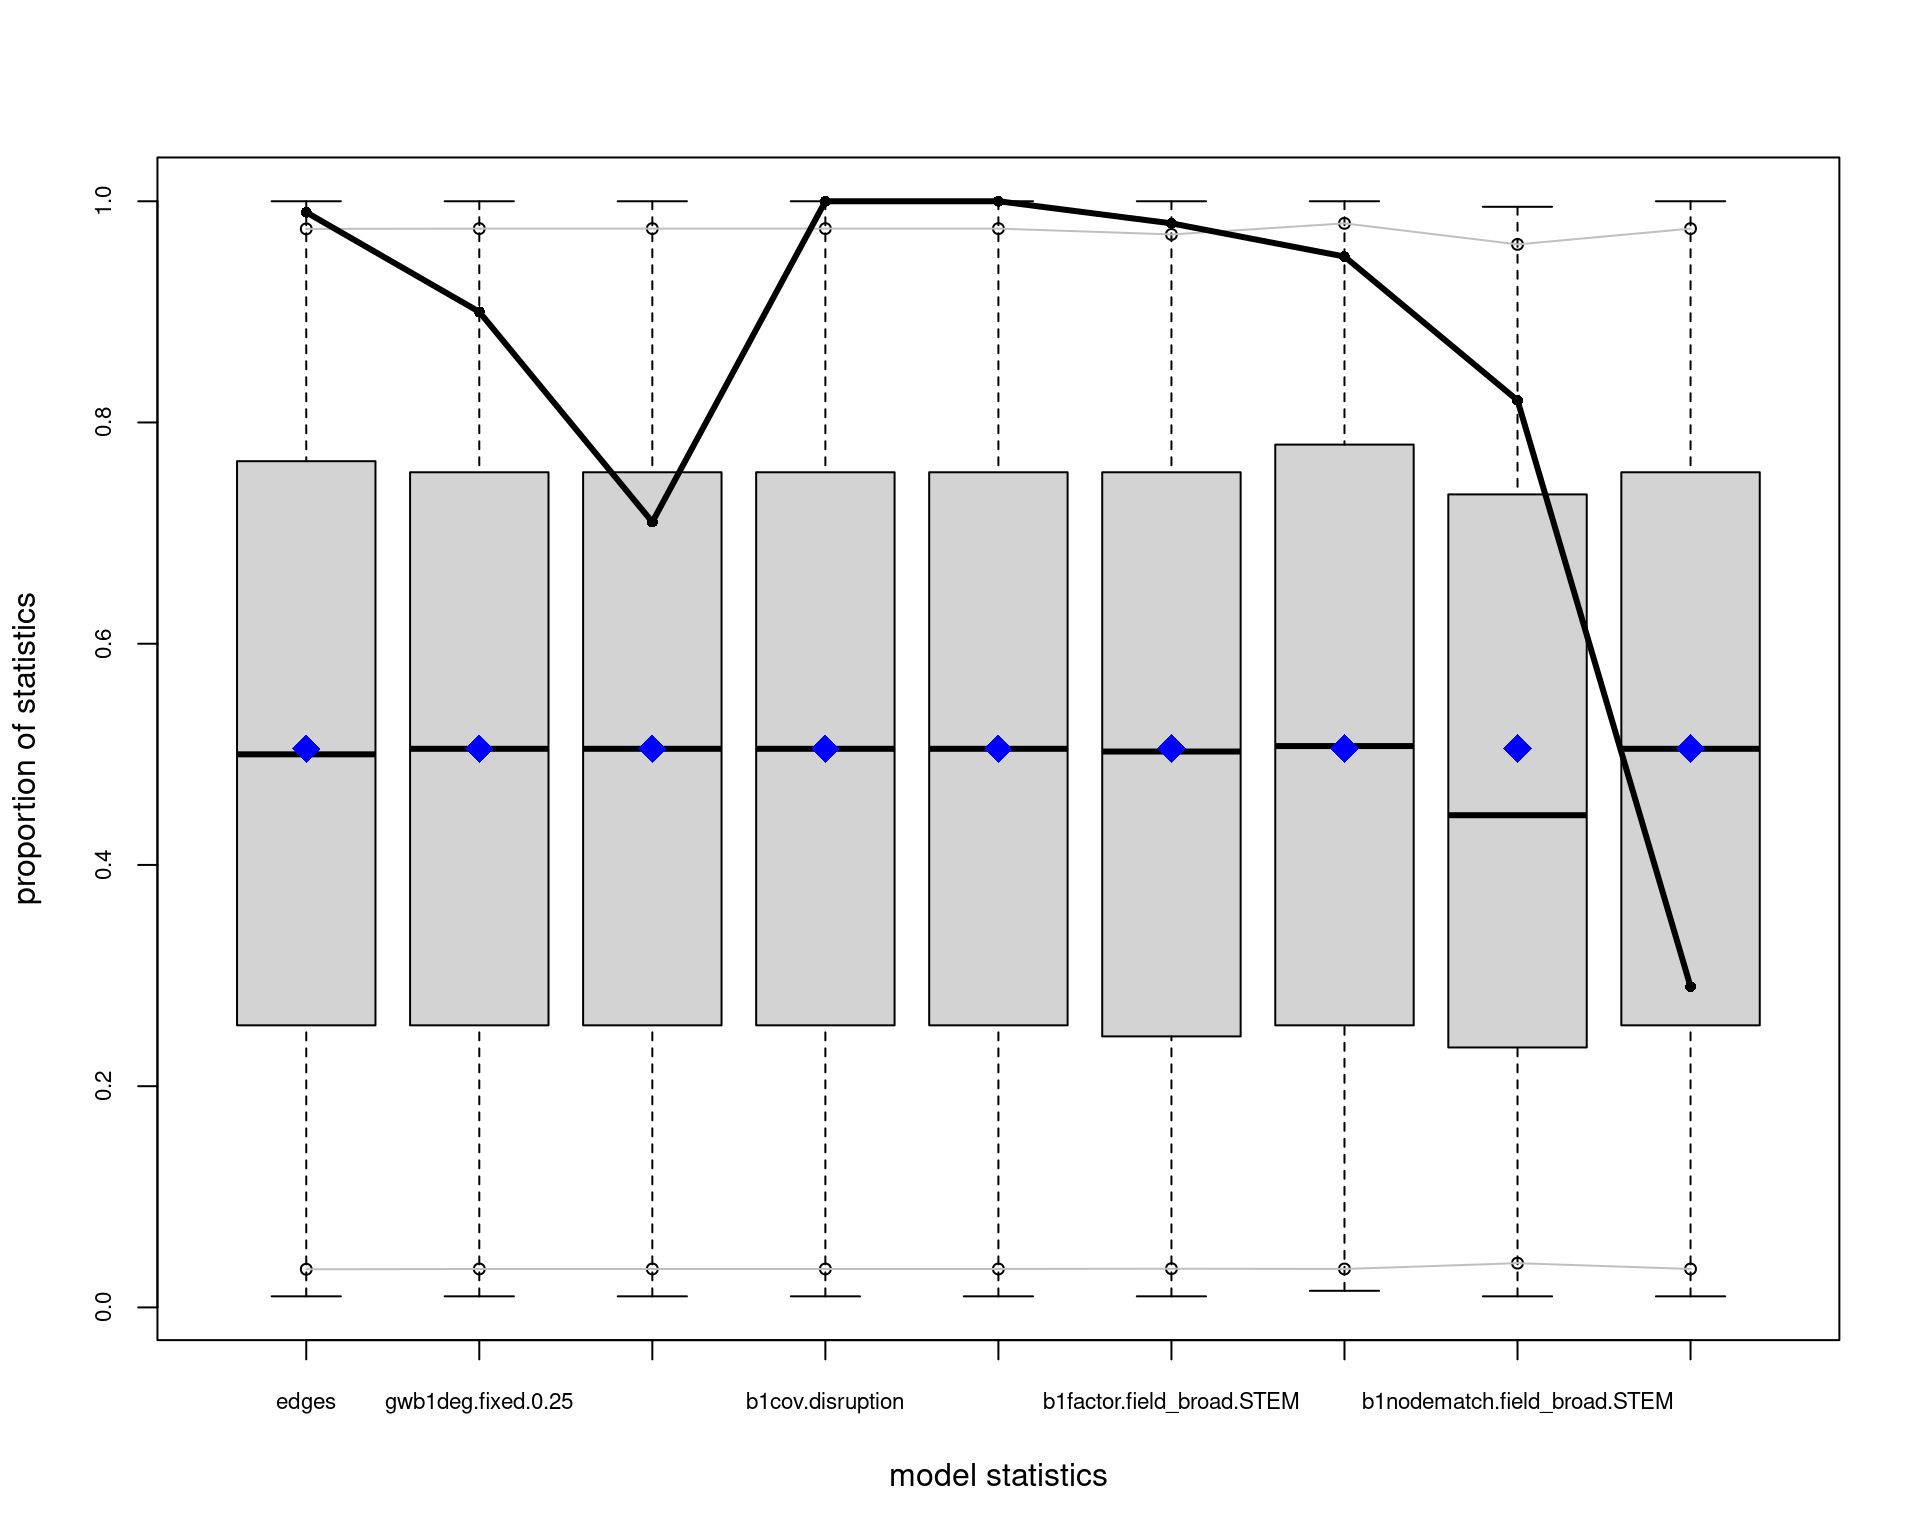 1.0
0.8
0.6
0.4
0.2
0.0
proportion of statistics
edges gwb1deg.fixed.0.25 b1cov.disruption b1factor.field_broad.STEM b1nodematch.field_broad.STEM
model statistics